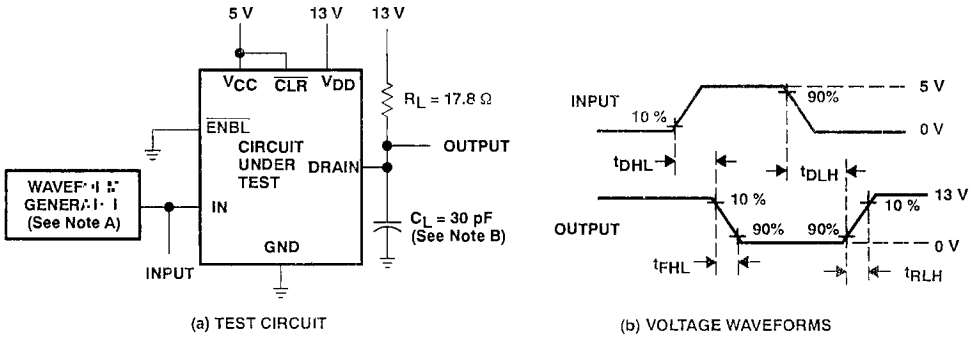 5 V 13 V 13 V
VCC CLR VDD
RL = 17.8 Ω
ENBL
CIRCUIT
UNDER
TEST
DRAIN
OUTPUT
(See Note A)
IN
CL = 30 pF
(See Note B)
GND
INPUT
(a) TEST CIRCUIT
INPUT
10 %
90%
5 V
0 V
tDHL
tDLH
OUTPUT
10 %
90%
90%
10 %
13 V
0 V
tFHL
tRLH
(b) VOLTAGE WAVEFORMS